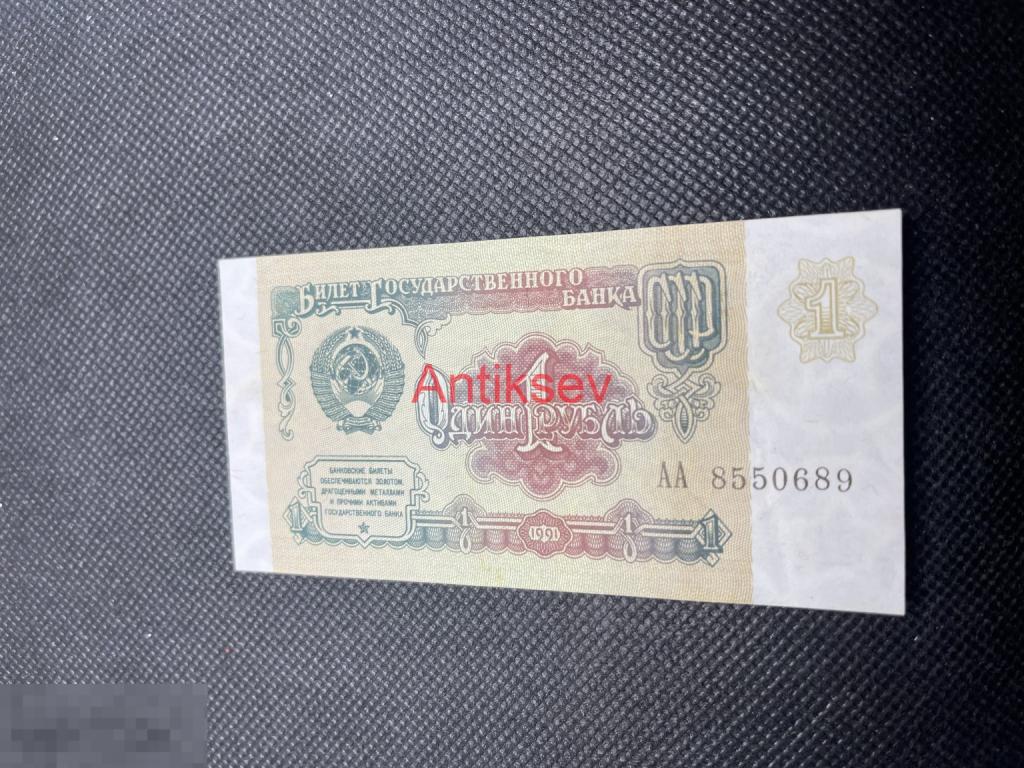 Билет Государственного
Банка
СССР
1
1
Один Рубль
Antiksev
Банковские билеты
обеспечиваются золотом,
драгоценными металлами
и прочими активами
Государственного банка
АА 8550689
1 1 1991 1 1